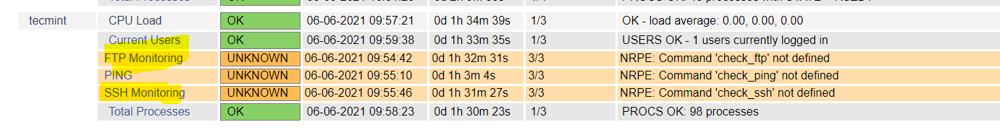 tecmint CPU Load OK 06-06-2021 09:57:21 0d 1h 34m 39s 1/3 OK - load average: 0.00, 0.00, 0.00
Current Users OK 06-06-2021 09:59:38 0d 1h 33m 35s 1/3 USERS OK - 1 users currently logged in
FTP Monitoring UNKNOWN 06-06-2021 09:54:42 0d 1h 32m 31s 3/3 NRPE: Command 'check_ftp' not defined
PING UNKNOWN 06-06-2021 09:55:10 0d 1h 3m 4s 3/3 NRPE: Command 'check_ping' not defined
SSH Monitoring UNKNOWN 06-06-2021 09:55:46 0d 1h 31m 27s 3/3 NRPE: Command 'check_ssh' not defined
Total Processes OK 06-06-2021 09:58:23 0d 1h 30m 23s 1/3 PROCS OK: 98 processes